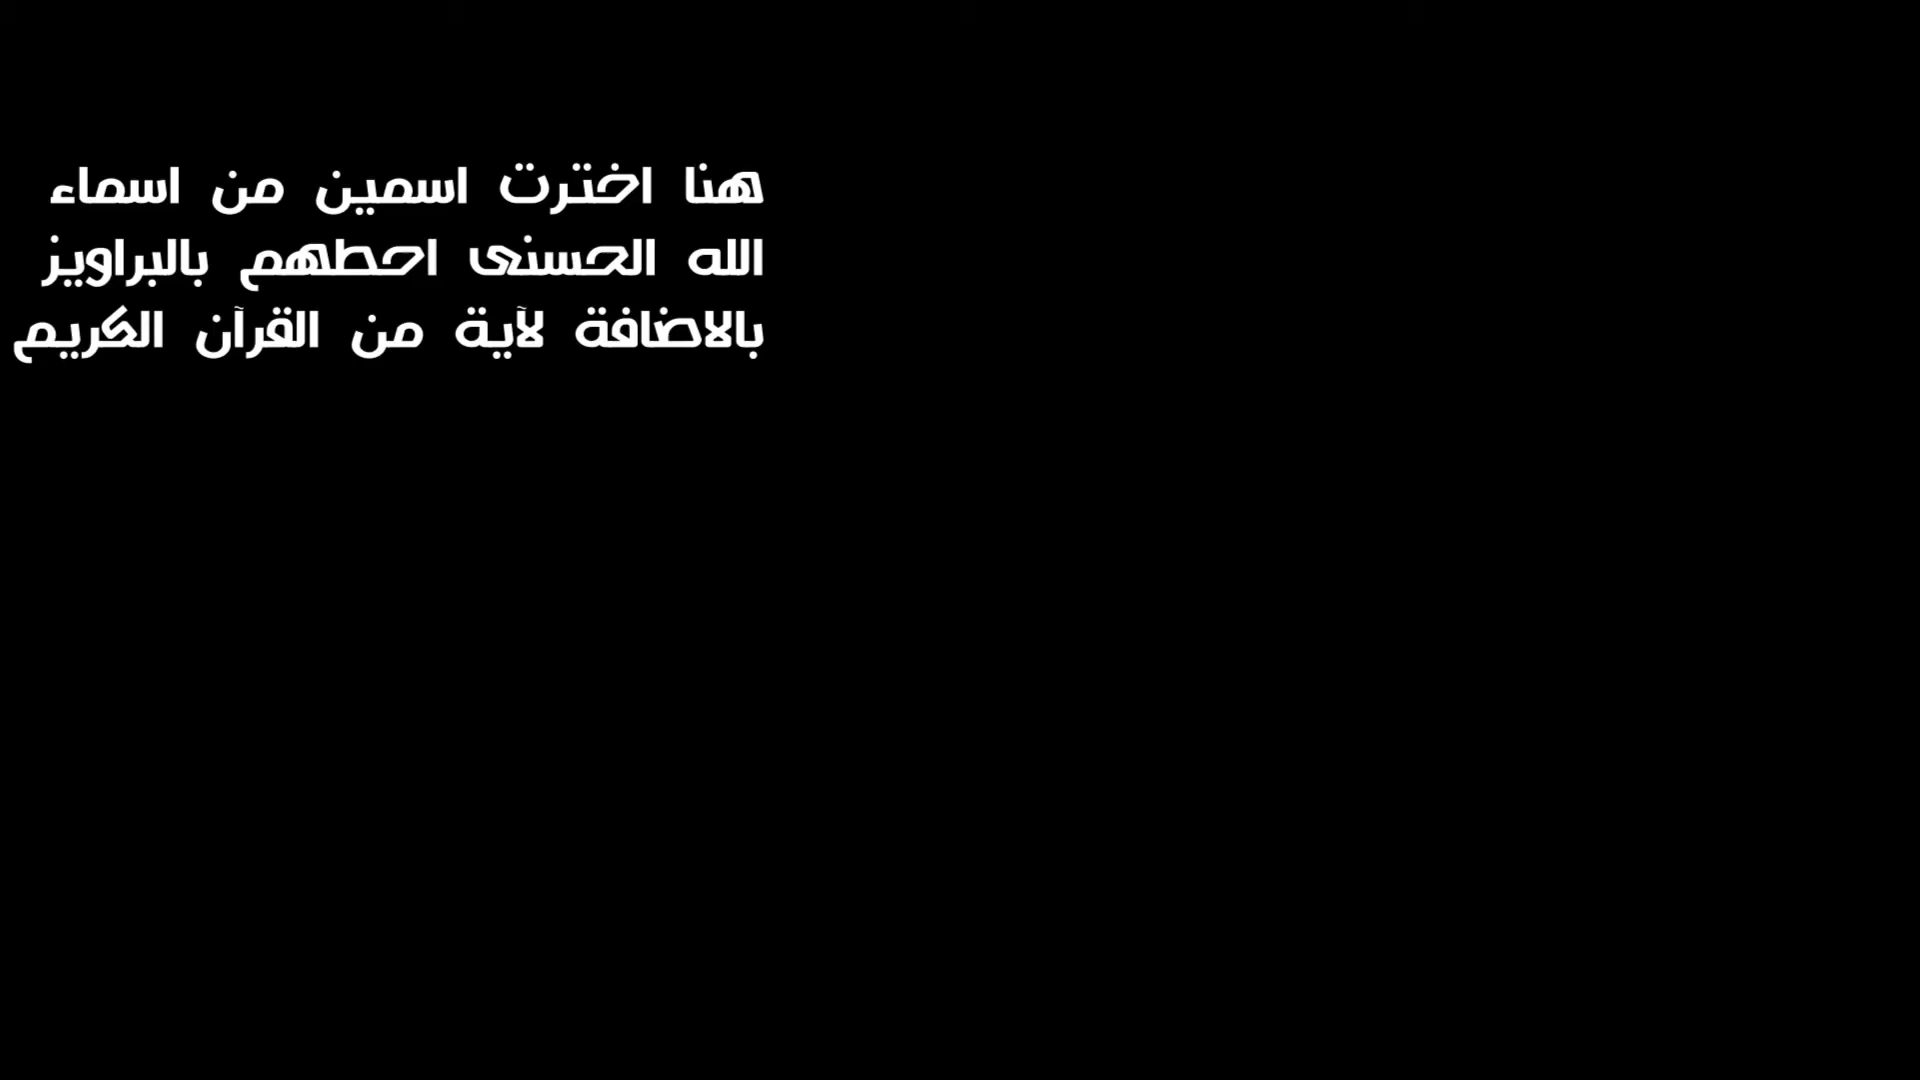 هنا اخترت اسمين من اسماء
الله الحسنى احطهم بالبراويز
بالاضافة لآية من القرآن الكريم